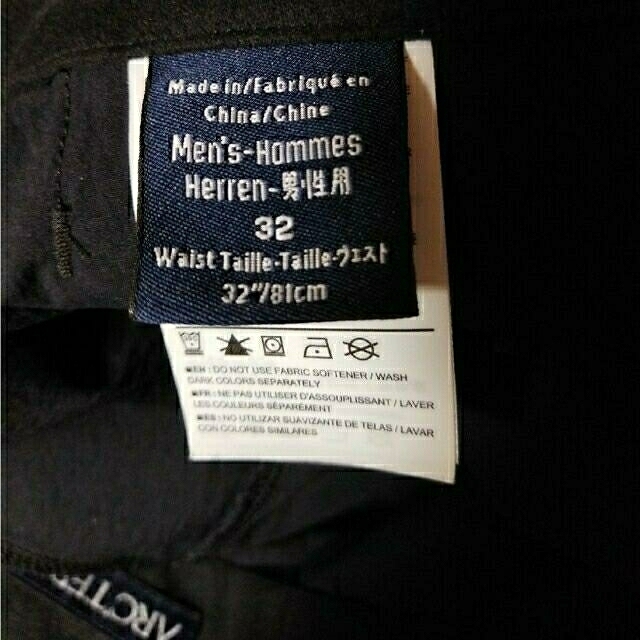 Made in/Fabriqué en
China/Chine
Men's-Hommes
Herren-男性用
32
Waist Taille-Taille-ウェスト
32"/81cm
EN : DO NOT USE FABRIC SOFTENER / WASH
DARK COLORS SEPARATELY
FR : NE PAS UTILISER D'ASSOUPLISSANT / LAVER
LES COULEURS SÉPARÉMENT
ES : NO UTILIZAR SUAVIZANTE DE TELAS / LAVAR
CON COLORES SIMILARES